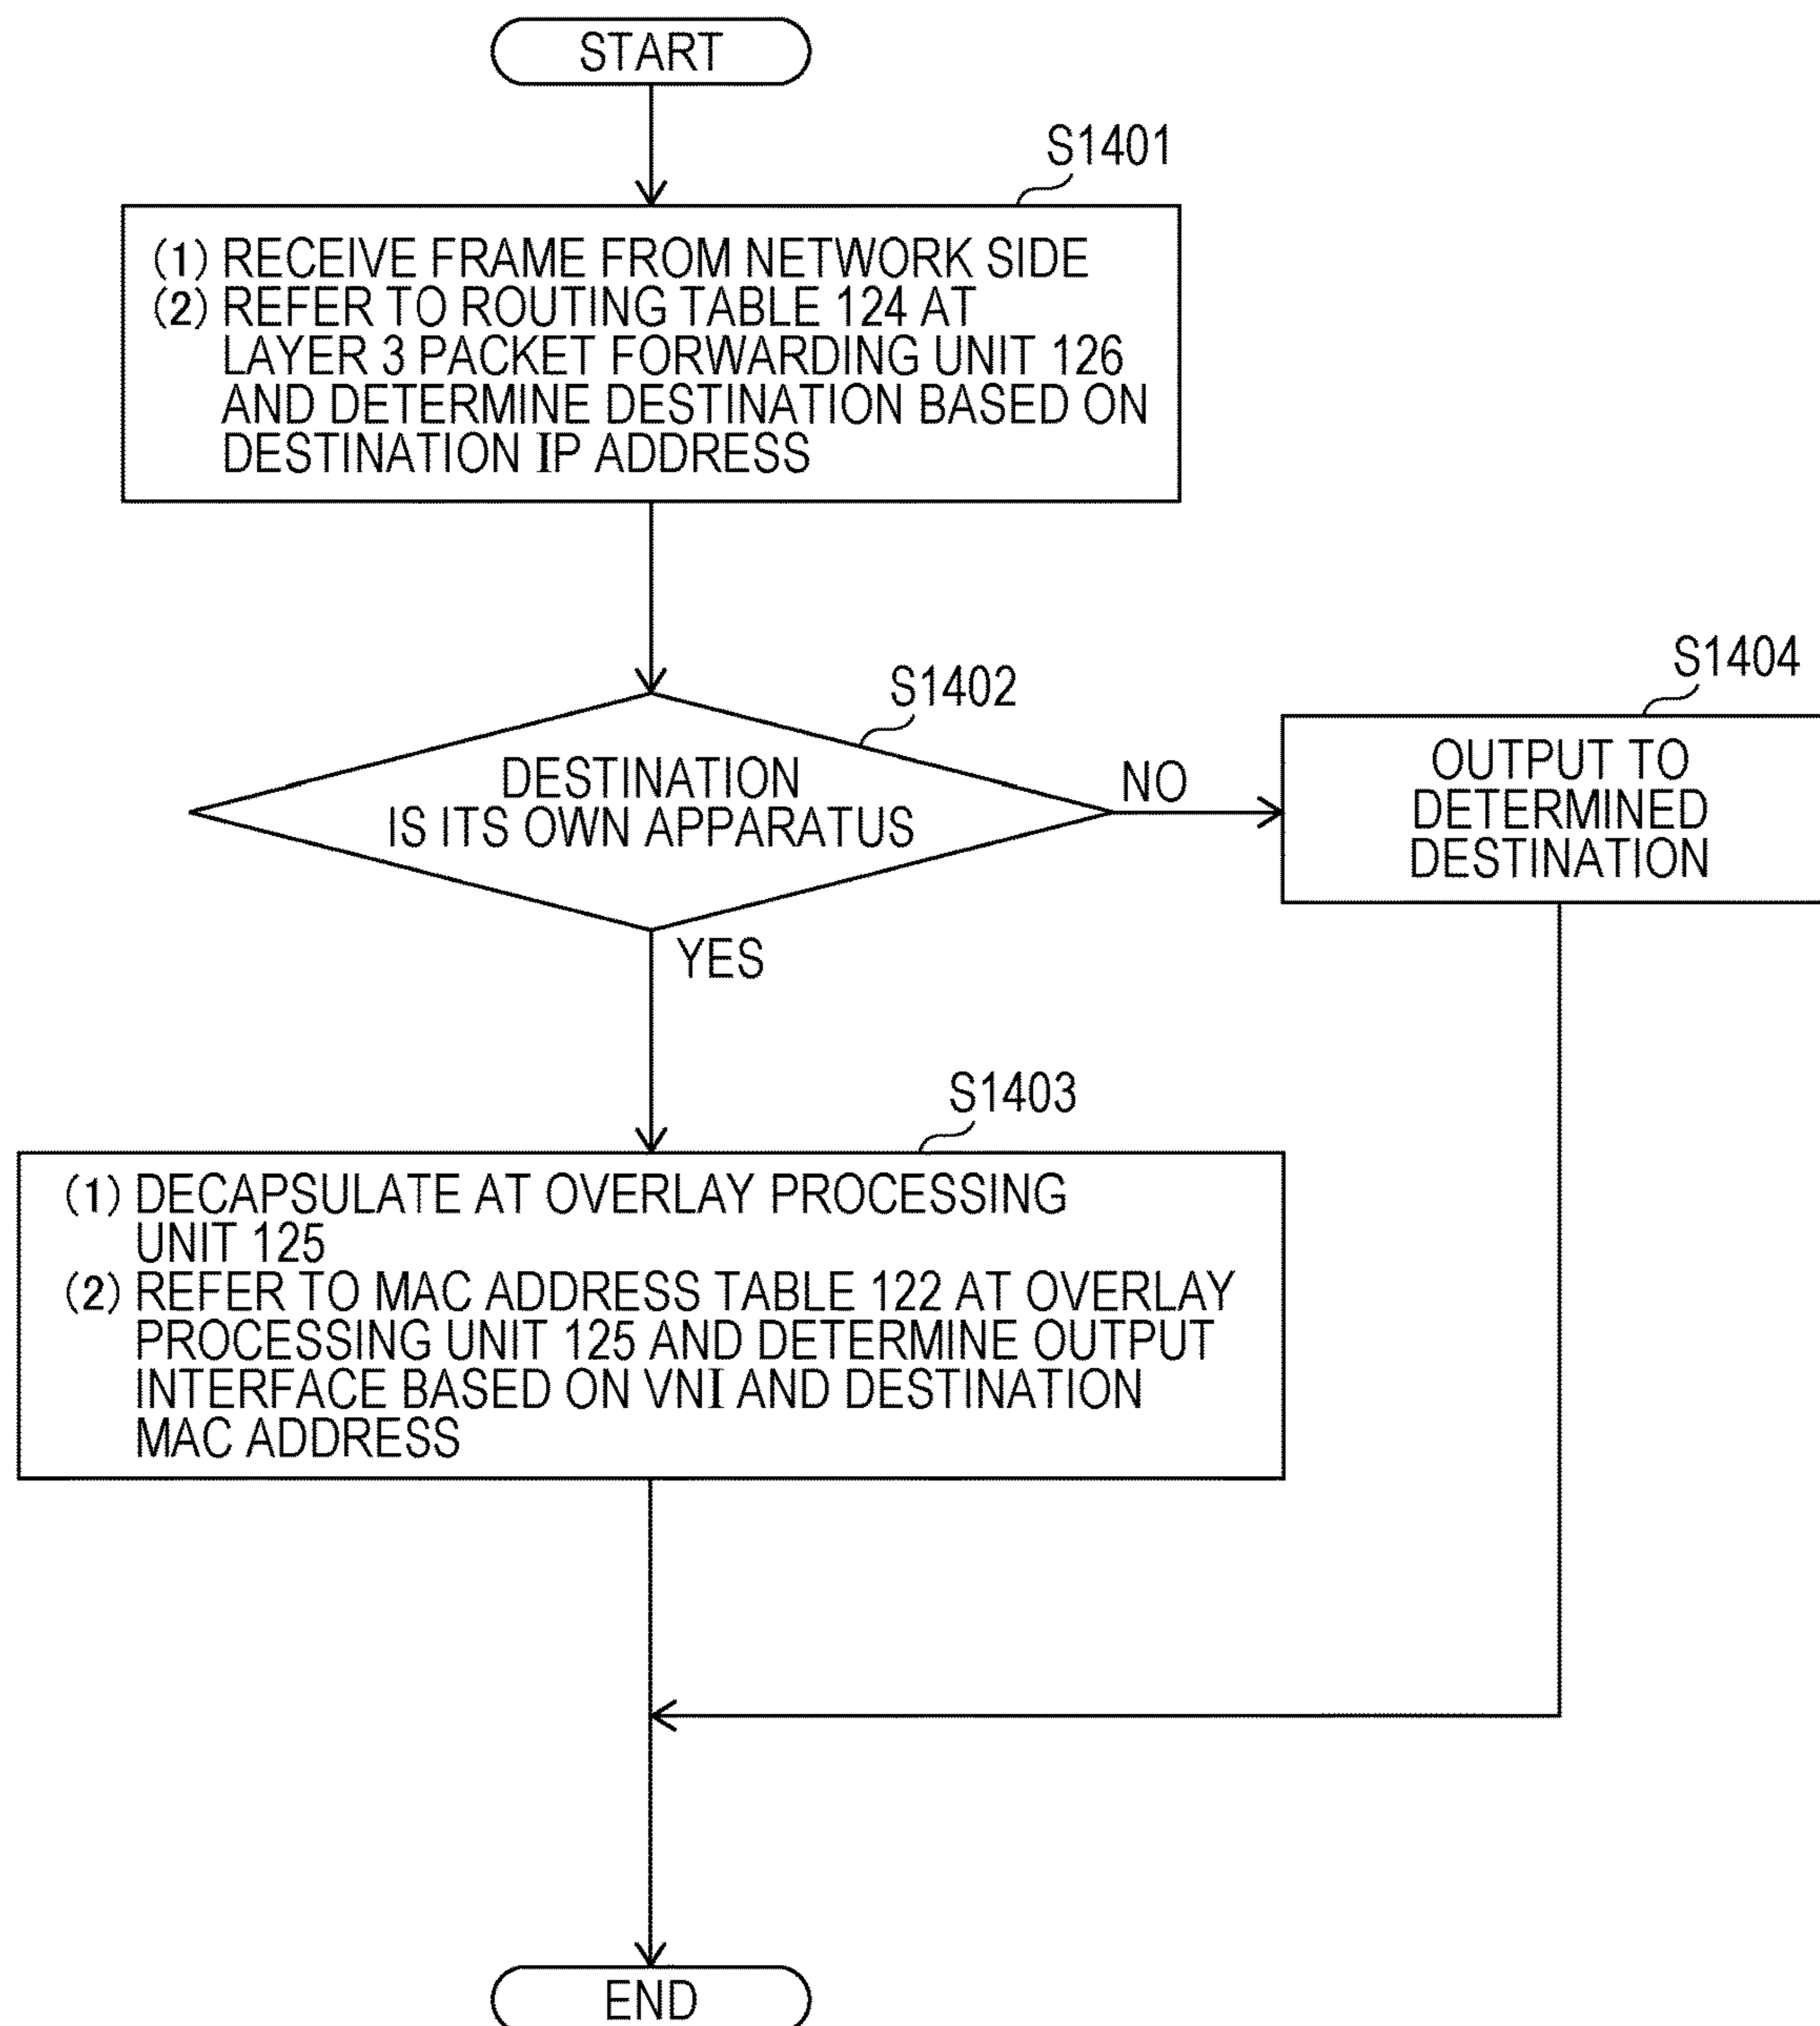 START
S1401
(1) RECEIVE FRAME FROM NETWORK SIDE
(2) REFER TO ROUTING TABLE 124 AT
LAYER 3 PACKET FORWARDING UNIT 126
AND DETERMINE DESTINATION BASED ON
DESTINATION IP ADDRESS
S1402
DESTINATION
IS ITS OWN APPARATUS
NO
S1404
OUTPUT TO
DETERMINED
DESTINATION
YES
S1403
(1) DECAPSULATE AT OVERLAY PROCESSING
UNIT 125
(2) REFER TO MAC ADDRESS TABLE 122 AT OVERLAY
PROCESSING UNIT 125 AND DETERMINE OUTPUT
INTERFACE BASED ON VNI AND DESTINATION
MAC ADDRESS
END